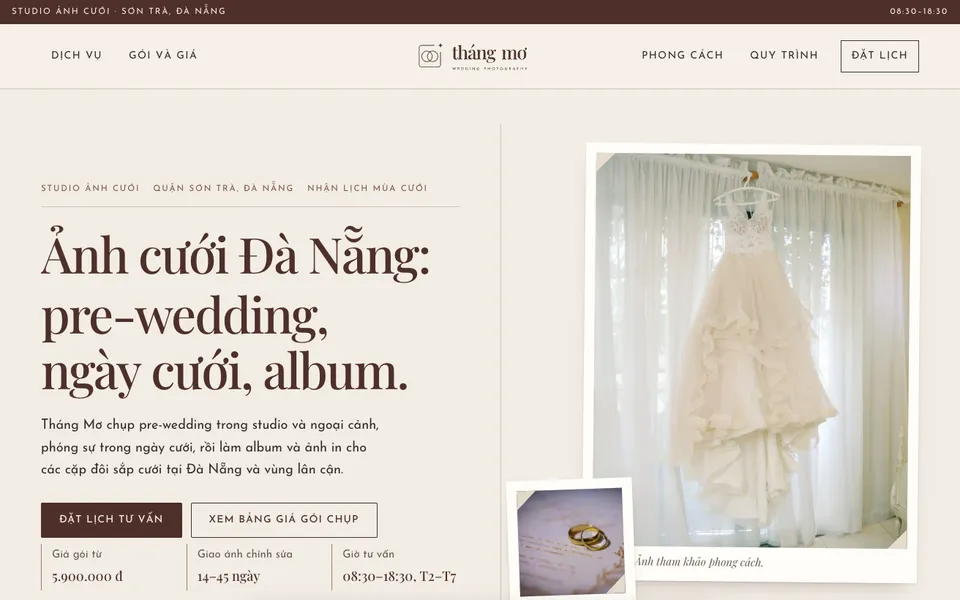 STUDIO ẢNH CƯỚI · SƠN TRÀ, ĐÀ NẴNG
08:30–18:30
DỊCH VỤ
GÓI VÀ GIÁ
tháng mơ
WEDDING PHOTOGRAPHY
PHONG CÁCH
QUY TRÌNH
ĐẶT LỊCH
STUDIO ẢNH CƯỚI QUẬN SƠN TRÀ, ĐÀ NẴNG NHẬN LỊCH MÙA CƯỚI
Ảnh cưới Đà Nẵng:
pre-wedding,
ngày cưới, album.
Tháng Mơ chụp pre-wedding trong studio và ngoại cảnh,
phóng sự trong ngày cưới, rồi làm album và ảnh in cho
các cặp đôi sắp cưới tại Đà Nẵng và vùng lân cận.
ĐẶT LỊCH TƯ VẤN
XEM BẢNG GIÁ GÓI CHỤP
Giá gói từ
5.900.000 đ
Giao ảnh chỉnh sửa
14–45 ngày
Giờ tư vấn
08:30–18:30, T2–T7
Ảnh tham khảo phong cách.